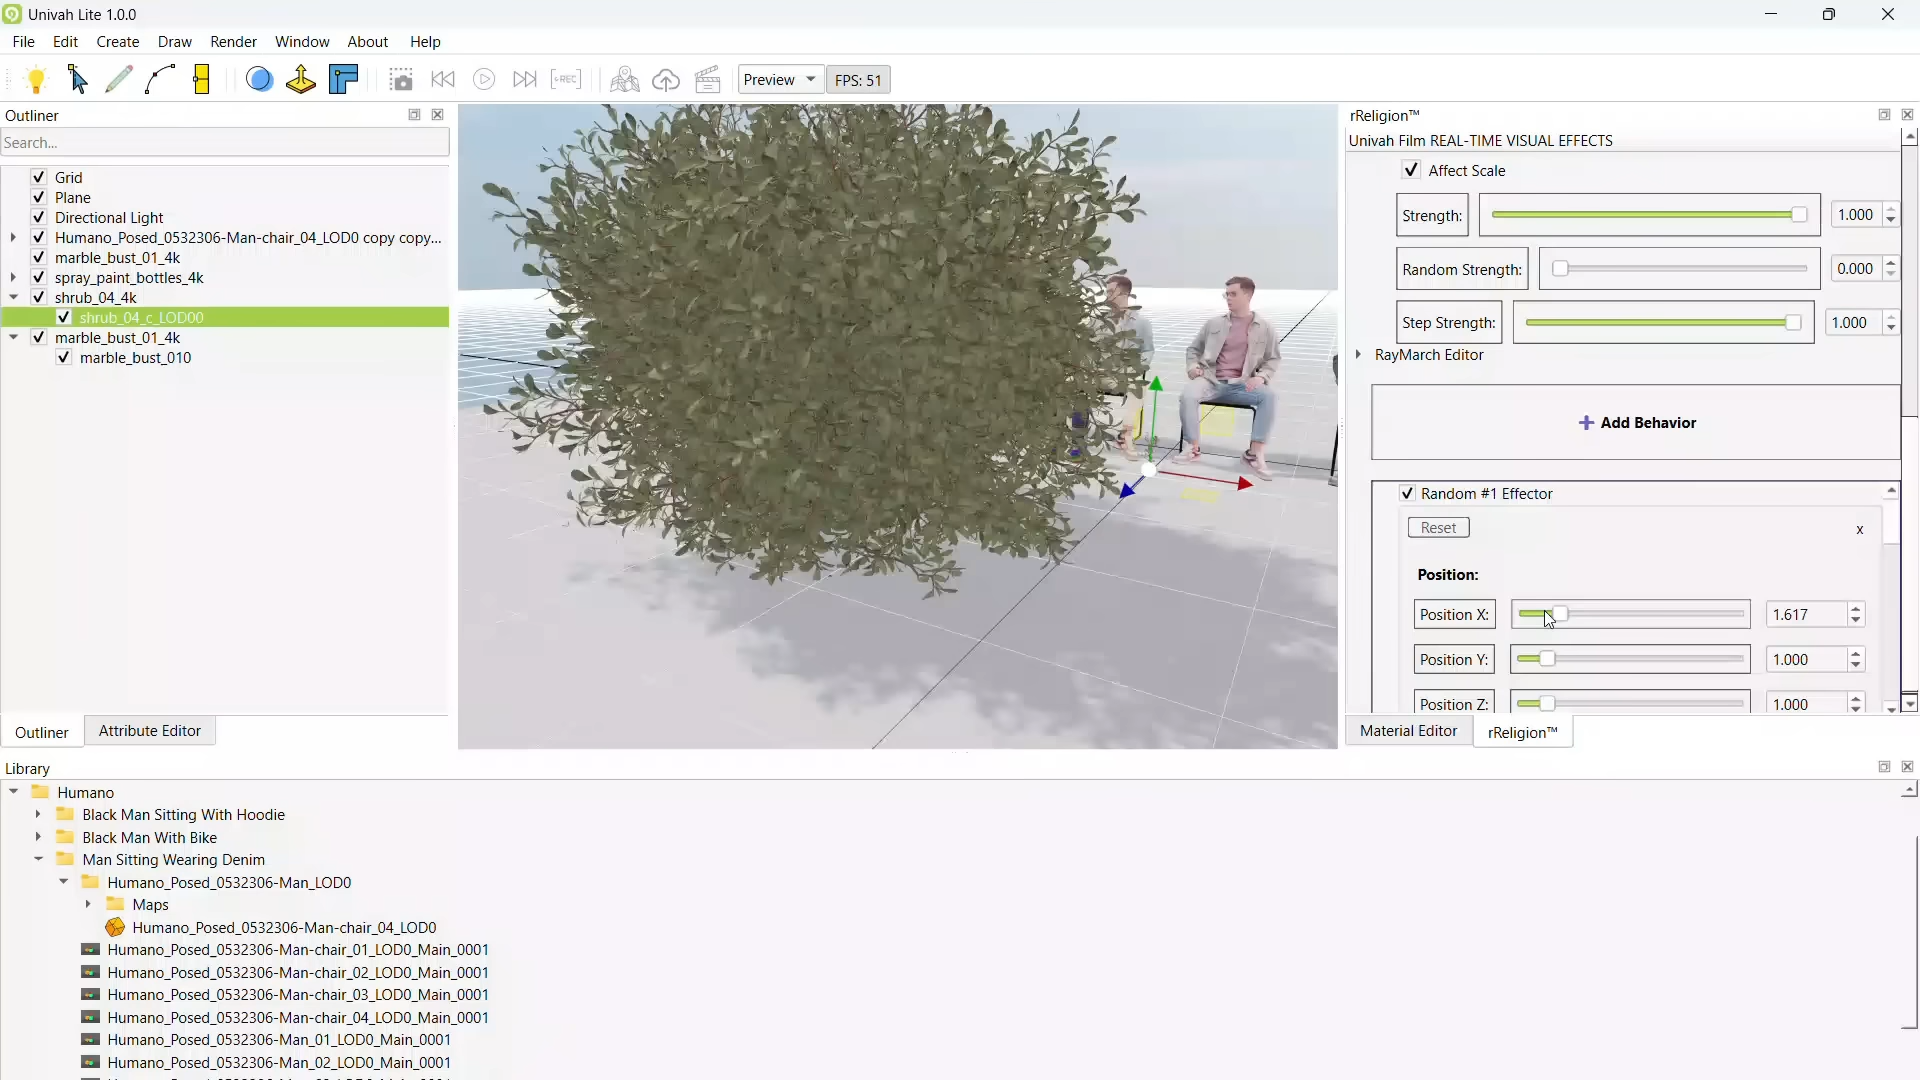 Univah Lite 1.0.0
File Edit Create Draw Render Window About Help
REC Preview FPS: 51
Outliner
Search...
Grid
Plane
Directional Light
Humano_Posed_0532306-Man-chair_04_LOD0 copy copy...
marble_bust_01_4k
spray_paint_bottles_4k
shrub_04_4k
shrub_04_c_LOD00
marble_bust_01_4k
marble_bust_010
Outliner Attribute Editor
rReligion™
Univah Film REAL-TIME VISUAL EFFECTS
Affect Scale
Strength: 1.000
Random Strength: 0.000
Step Strength: 1.000
RayMarch Editor
+ Add Behavior
Random #1 Effector
Reset x
Position:
Position X: 1.617
Position Y: 1.000
Position Z: 1.000
Material Editor rReligion™
Library
Humano
Black Man Sitting With Hoodie
Black Man With Bike
Man Sitting Wearing Denim
Humano_Posed_0532306-Man_LOD0
Maps
Humano_Posed_0532306-Man-chair_04_LOD0
Humano_Posed_0532306-Man-chair_01_LOD0_Main_0001
Humano_Posed_0532306-Man-chair_02_LOD0_Main_0001
Humano_Posed_0532306-Man-chair_03_LOD0_Main_0001
Humano_Posed_0532306-Man-chair_04_LOD0_Main_0001
Humano_Posed_0532306-Man_01_LOD0_Main_0001
Humano_Posed_0532306-Man_02_LOD0_Main_0001